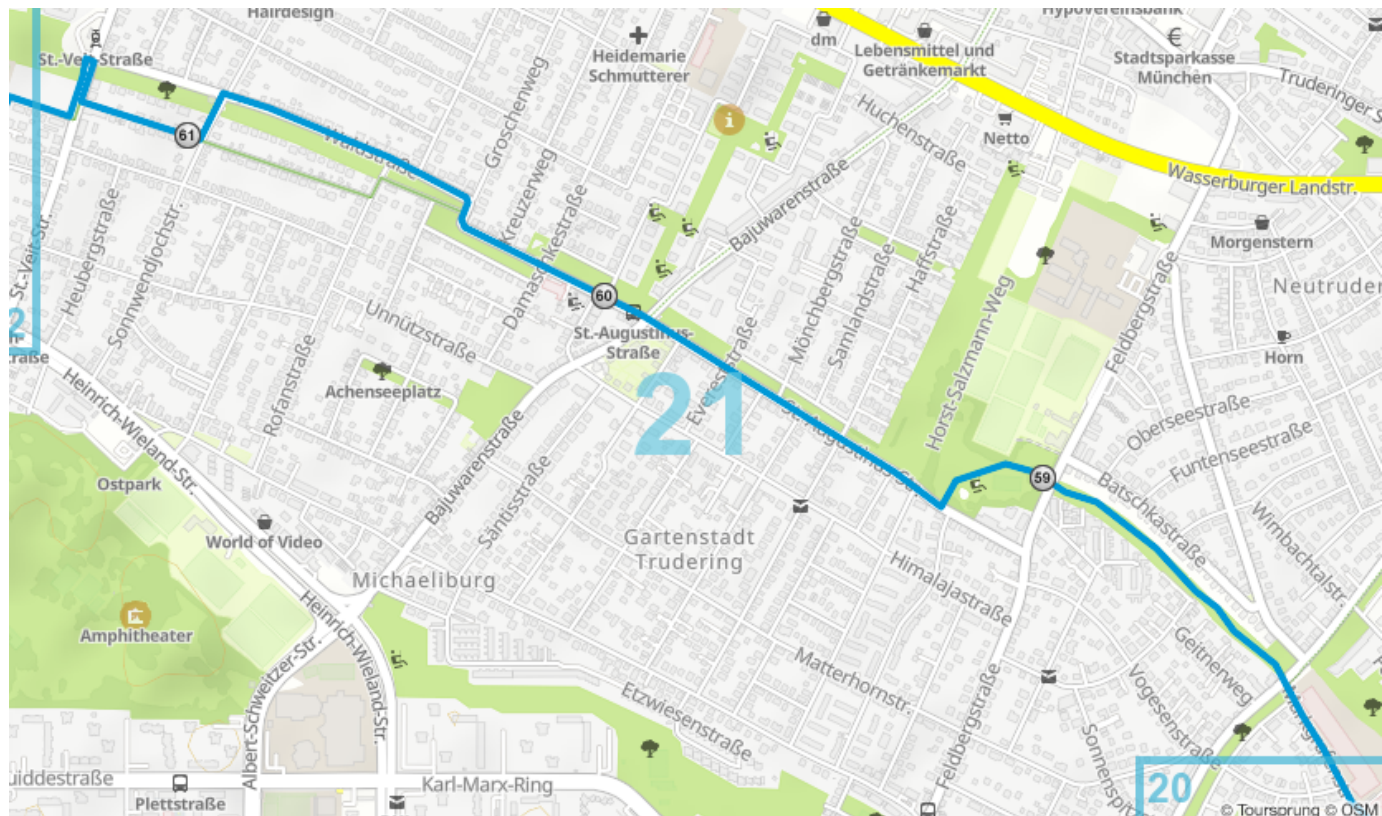 Hairdesign
St.-Veit-Straße
Heidemarie
Schmutterer
dm
Lebensmittel und
Getränkemarkt
Hypovereinsbank
€
Stadtsparkasse
München
Truderinger
Groschenweg
Huchenstraße
Netto
61
Waldstraße
Kreuzerweg
Damaschkestraße
Bajuwarenstraße
Wasserburger Landstr.
Morgenstern
Neutruder
Heubergstraße
Sonnwendjochstr.
St.-Veit-Str.
Mönchbergstraße
Samlandstraße
Haffstraße
Horst-Salzmann-Weg
Feldbergstraße
60
St.-Augustinus-
Straße
Unnützstraße
Rofanstraße
Achenseeplatz
Horn
2
21
Evereststraße
St.-Augustinus-Str.
Oberseestraße
Funtenseestraße
Heinrich-Wieland-Str.
Ostpark
Bajuwarenstraße
Säntisstraße
59
Batschkastraße
Wimbachtalstr.
World of Video
Gartenstadt
Trudering
Michaeliburg
Himalajastraße
Amphitheater
Heinrich-Wieland-Str.
Albert-Schweitzer-Str.
Etzwiesenstraße
Matterhornstr.
Feldbergstraße
Geitnerweg
Vogesenstraße
Sonnenspitz
Markgrafenstr
uiddestraße
Plettstraße
Karl-Marx-Ring
20
© Toursprung © OSM